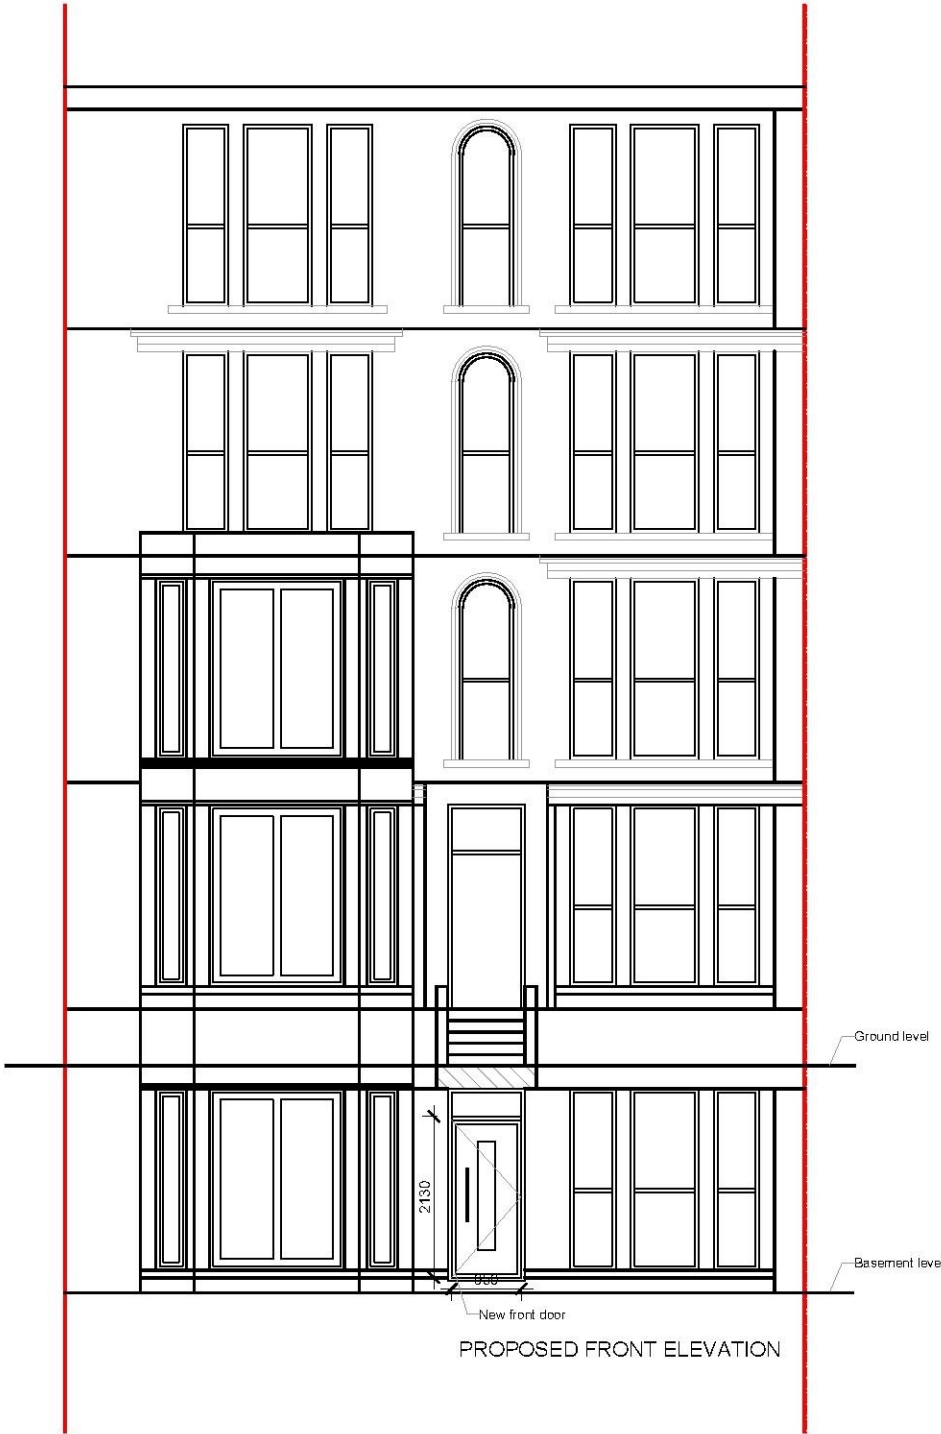 Ground level
2130
Basement leve
New front door
PROPOSED FRONT ELEVATION